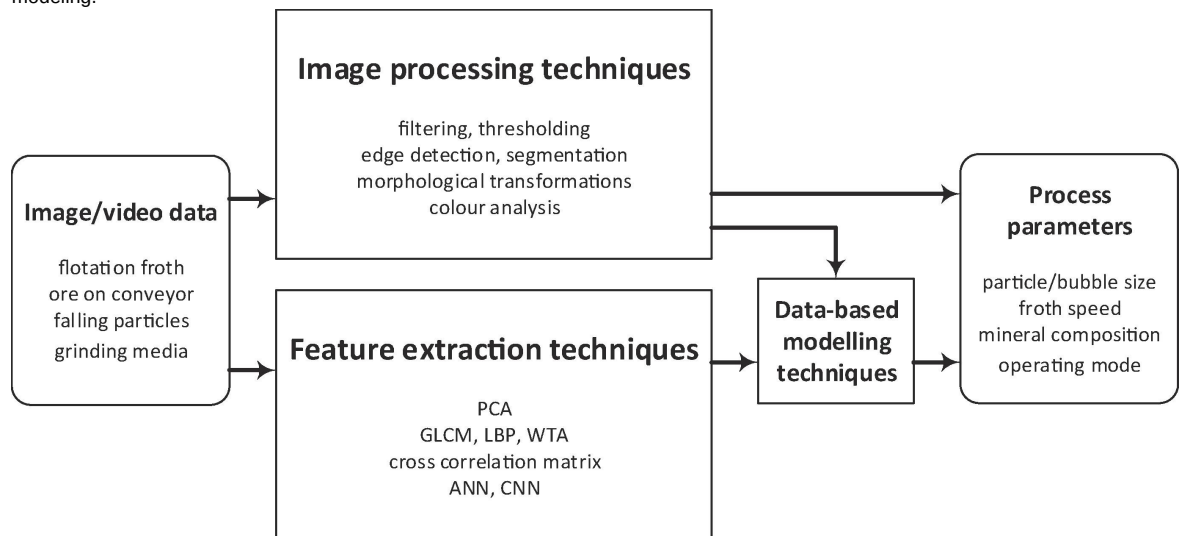 modeling.
Image processing techniques
filtering, thresholding
edge detection, segmentation
morphological transformations
colour analysis
Image/video data
flotation froth
ore on conveyor
falling particles
grinding media
Feature extraction techniques
PCA
GLCM, LBP, WTA
cross correlation matrix
ANN, CNN
Data-based
modelling
techniques
Process
parameters
particle/bubble size
froth speed
mineral composition
operating mode